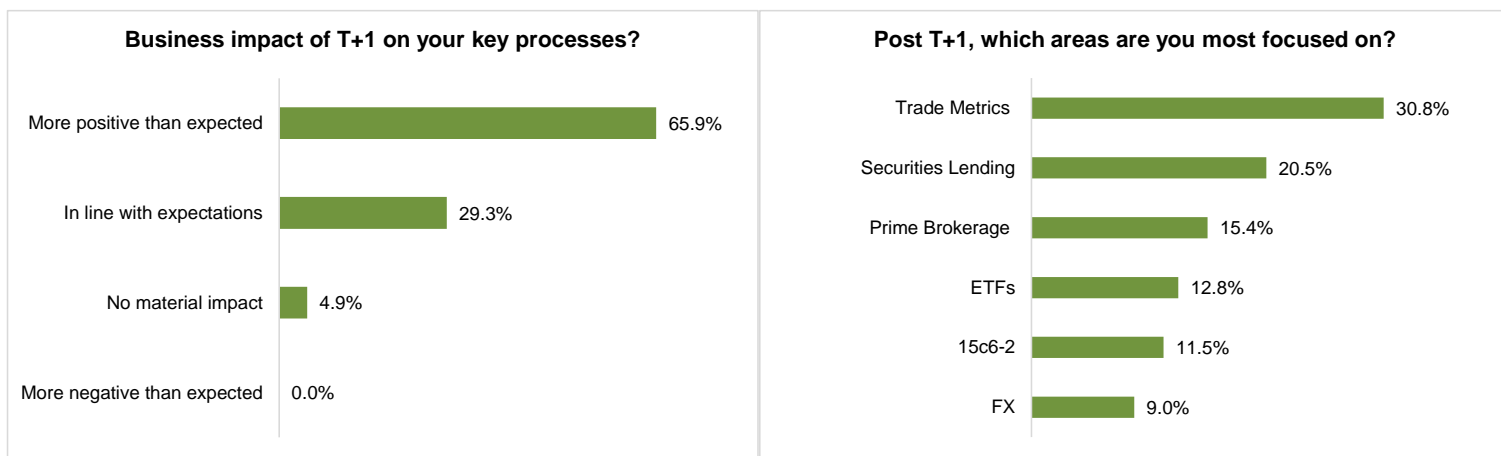 Business impact of T+1 on your key processes?
More positive than expected
65.9%
In line with expectations
29.3%
No material impact
4.9%
More negative than expected
0.0%
Post T+1, which areas are you most focused on?
Trade Metrics
30.8%
Securities Lending
20.5%
Prime Brokerage
15.4%
ETFs
12.8%
15c6-2
11.5%
FX
9.0%